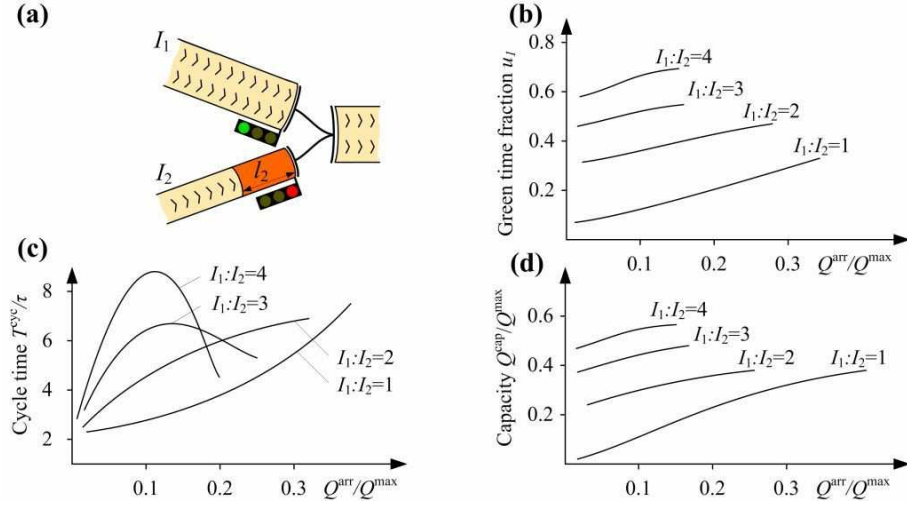 (a)
I₁
I₂
l₂
(b)
Green time fraction u₁
0.8
0.6
0.4
0.2
I₁:I₂=4
I₁:I₂=3
I₁:I₂=2
I₁:I₂=1
0.1
0.2
0.3
Qᵃʳʳ/Qᵐᵃˣ
(c)
Cycle time Tᶜʸᶜ/τ
8
6
4
2
I₁:I₂=4
I₁:I₂=3
I₁:I₂=2
I₁:I₂=1
0.1
0.2
0.3
Qᵃʳʳ/Qᵐᵃˣ
(d)
Capacity Qᶜᵃᵖ/Qᵐᵃˣ
0.6
0.4
0.2
I₁:I₂=4
I₁:I₂=3
I₁:I₂=2
I₁:I₂=1
0.1
0.2
0.3
Qᵃʳʳ/Qᵐᵃˣ